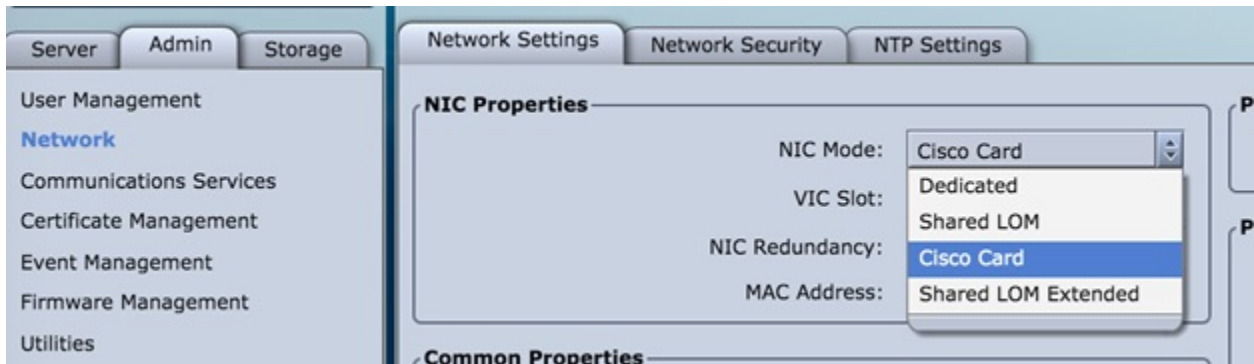 Server
Admin
Storage
User Management
Network
Communications Services
Certificate Management
Event Management
Firmware Management
Utilities
Network Settings
Network Security
NTP Settings
NIC Properties
NIC Mode:
Cisco Card
Dedicated
Shared LOM
Cisco Card
Shared LOM Extended
VIC Slot:
NIC Redundancy:
MAC Address:
Common Properties
P
P